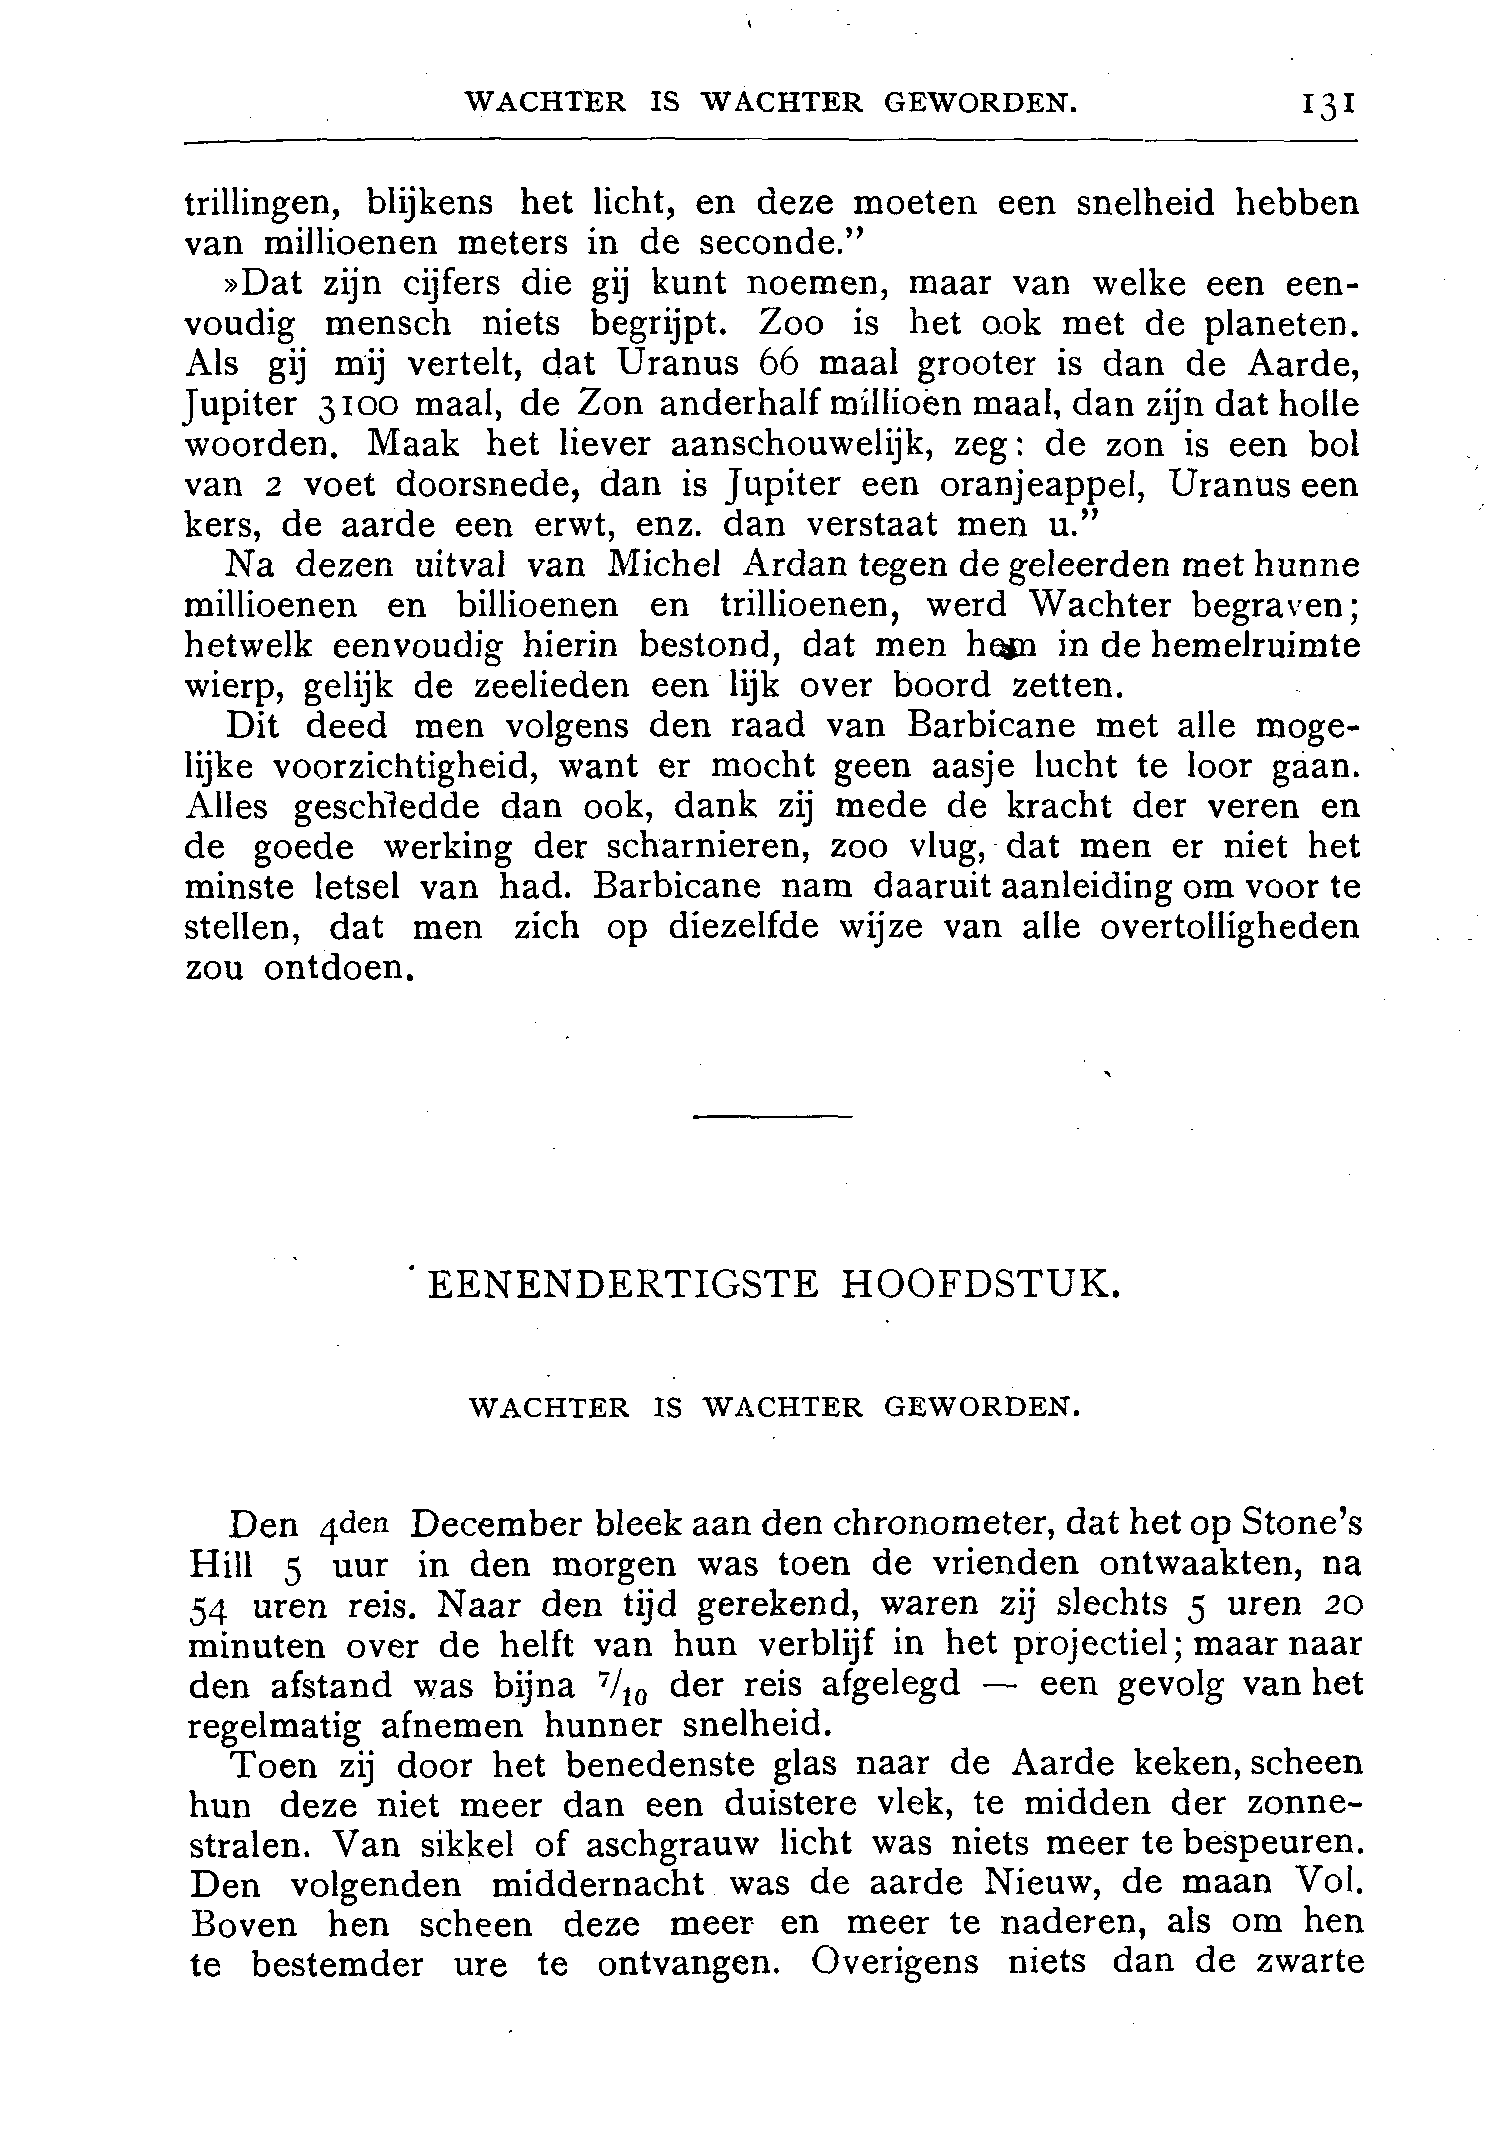 WACHTER IS WACHTER GEWORDEN. 131
trillingen, blijkens het licht, en deze moeten een snelheid hebben
van millioenen meters in de seconde.”
»Dat zijn cijfers die gij kunt noemen, maar van welke een een-
voudig mensch niets begrijpt. Zoo is het ook met de planeten.
Als gij mij vertelt, dat Uranus 66 maal grooter is dan de Aarde,
Jupiter 3100 maal, de Zon anderhalf millioen maal, dan zijn dat holle
woorden. Maak het liever aanschouwelijk, zeg: de zon is een bol
van 2 voet doorsnede, dan is Jupiter een oranjeappel, Uranus een
kers, de aarde een erwt, enz. dan verstaat men u.”
Na dezen uitval van Michel Ardan tegen de geleerden met hunne
millioenen en billioenen en trillioenen, werd Wachter begraven;
hetwelk eenvoudig hierin bestond, dat men hem in de hemelruimte
wierp, gelijk de zeelieden een lijk over boord zetten.
Dit deed men volgens den raad van Barbicane met alle moge-
lijke voorzichtigheid, want er mocht geen aasje lucht te loor gaan.
Alles geschiedde dan ook, dank zij mede de kracht der veren en
de goede werking der scharnieren, zoo vlug, dat men er niet het
minste letsel van had. Barbicane nam daaruit aanleiding om voor te
stellen, dat men zich op diezelfde wijze van alle overtolligheden
zou ontdoen.
EENENDERTIGSTE HOOFDSTUK.
WACHTER IS WACHTER GEWORDEN.
Den 4den December bleek aan den chronometer, dat het op Stone's
Hill 5 uur in den morgen was toen de vrienden ontwaakten, na
54 uren reis. Naar den tijd gerekend, waren zij slechts 5 uren 20
minuten over de helft van hun verblijf in het projectiel; maar naar
den afstand was bijna 7/10 der reis afgelegd — een gevolg van het
regelmatig afnemen hunner snelheid.
Toen zij door het benedenste glas naar de Aarde keken, scheen
hun deze niet meer dan een duistere vlek, te midden der zonne-
stralen. Van sikkel of aschgrauw licht was niets meer te bespeuren.
Den volgenden middernacht was de aarde Nieuw, de maan Vol.
Boven hen scheen deze meer en meer te naderen, als om hen
te bestemder ure te ontvangen. Overigens niets dan de zwarte